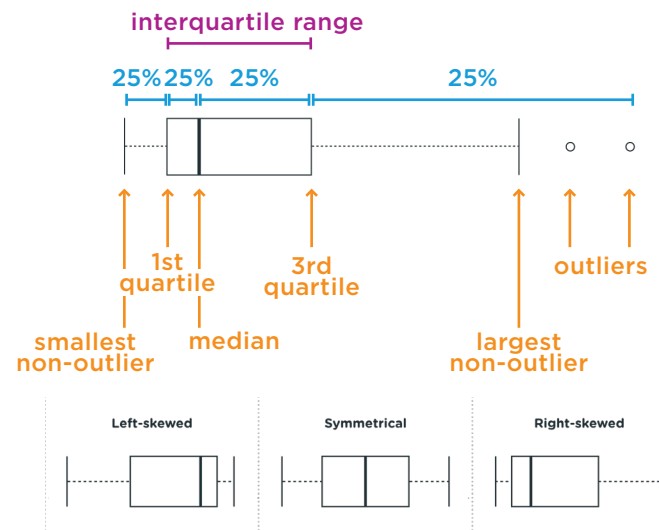 interquartile range
25% 25% 25% 25%
1st
quartile
3rd
quartile
outliers
smallest
non-outlier
median
largest
non-outlier
Left-skewed
Symmetrical
Right-skewed